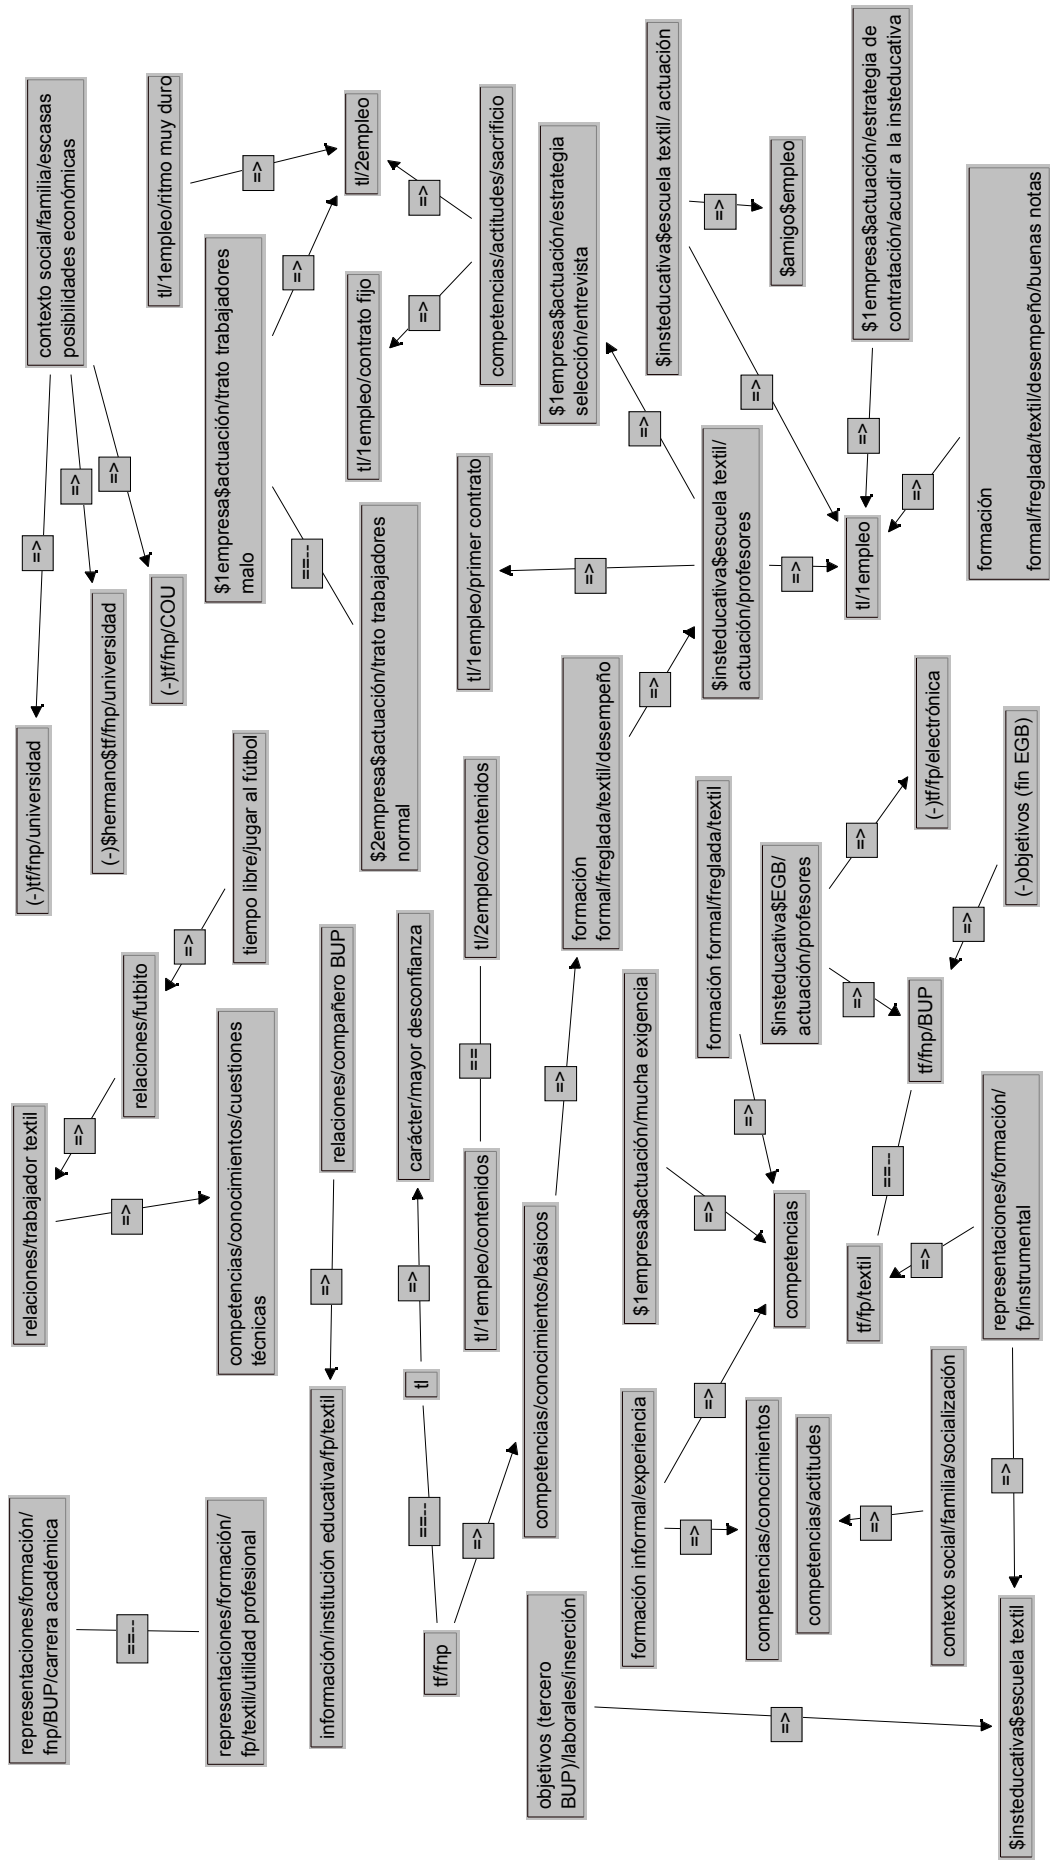 representaciones/formación/
fnp/BUP/carrera académica
==--
representaciones/formación/
fp/textil/utilidad profesional
relaciones/trabajador textil
=>
relaciones/futbito
=>
tiempo libre/jugar al fútbol
=>
competencias/conocimientos/cuestiones
técnicas
(-)tf/fnp/universidad
=>
(-)$hermano$tf/fnp/universidad
=>
(-)tf/fnp/COU
=>
contexto social/familia/escasas
posibilidades económicas
tl/1empleo/ritmo muy duro
=>
tl/2empleo
$1empresa$actuación/trato trabajadores
malo
=>
==--
$2empresa$actuación/trato trabajadores
normal
información/institución educativa/fp/textil
=>
relaciones/compañero BUP
tl
=>
carácter/mayor desconfianza
==--
tf/fnp
=>
tl/1empleo/contenidos
==
tl/2empleo/contenidos
tl/1empleo/contrato fijo
=>
=>
competencias/actitudes/sacrificio
tl/1empleo/primer contrato
=>
competencias/conocimientos/básicos
=>
formación
formal/freglada/textil/desempeño
=>
$1empresa$actuación/estrategia
selección/entrevista
=>
$insteducativa$escuela textil/
actuación/profesores
=>
$insteducativa$escuela textil/ actuación
=>
=>
$amigo$empleo
objetivos (tercero
BUP)/laborales/inserción
=>
formación informal/experiencia
=>
=>
$1empresa$actuación/mucha exigencia
=>
formación formal/freglada/textil
=>
competencias/conocimientos
competencias
competencias/actitudes
=>
contexto social/familia/socialización
$insteducativa$EGB/
actuación/profesores
=>
=>
(-)tf/fp/electrónica
tf/fp/textil
==--
tf/fnp/BUP
=>
(-)objetivos (fin EGB)
=>
representaciones/formación/
fp/instrumental
=>
$insteducativa$escuela textil
tl/1empleo
=>
$1empresa$actuación/estrategia de
contratación/acudir a la insteducativa
=>
formación
formal/freglada/textil/desempeño/buenas notas